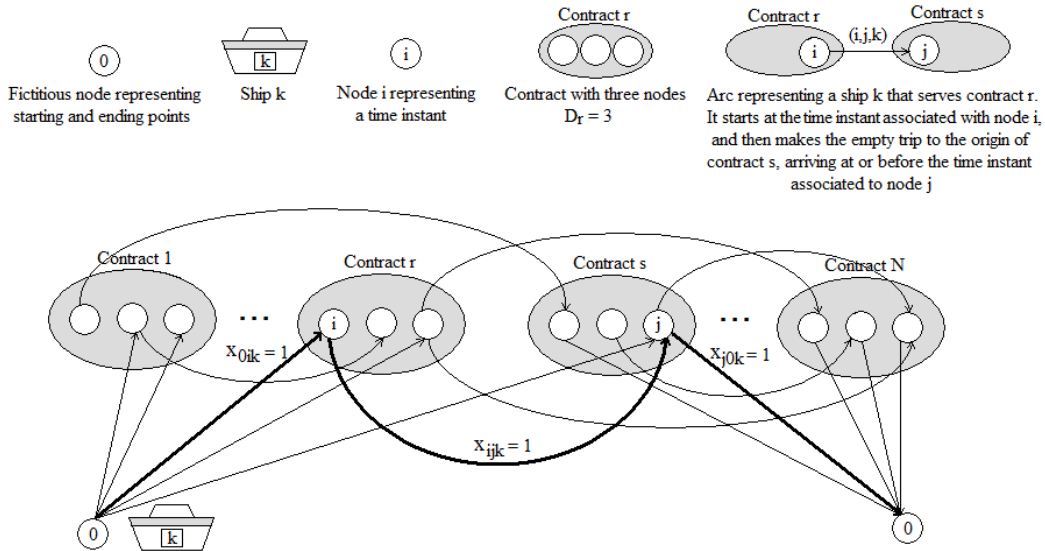 Contract r
Contract r
Contract s
0
k
i
(i,j,k)
i
j
Fictitious node representing
starting and ending points
Ship k
Node i representing
a time instant
Contract with three nodes
Dr = 3
Arc representing a ship k that serves contract r.
It starts at the time instant associated with node i,
and then makes the empty trip to the origin of
contract s, arriving at or before the time instant
associated to node j
Contract 1
Contract r
Contract s
Contract N
i
j
...
...
x0ik = 1
xj0k = 1
xijk = 1
0
k
0